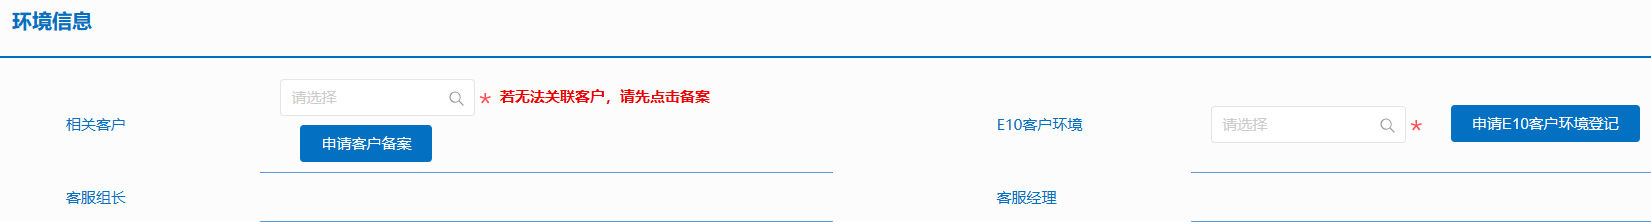 环境信息
请选择 * 若无法关联客户，请先点击备案
相关客户
申请客户备案
E10客户环境
请选择 *
申请E10客户环境登记
客服组长
客服经理